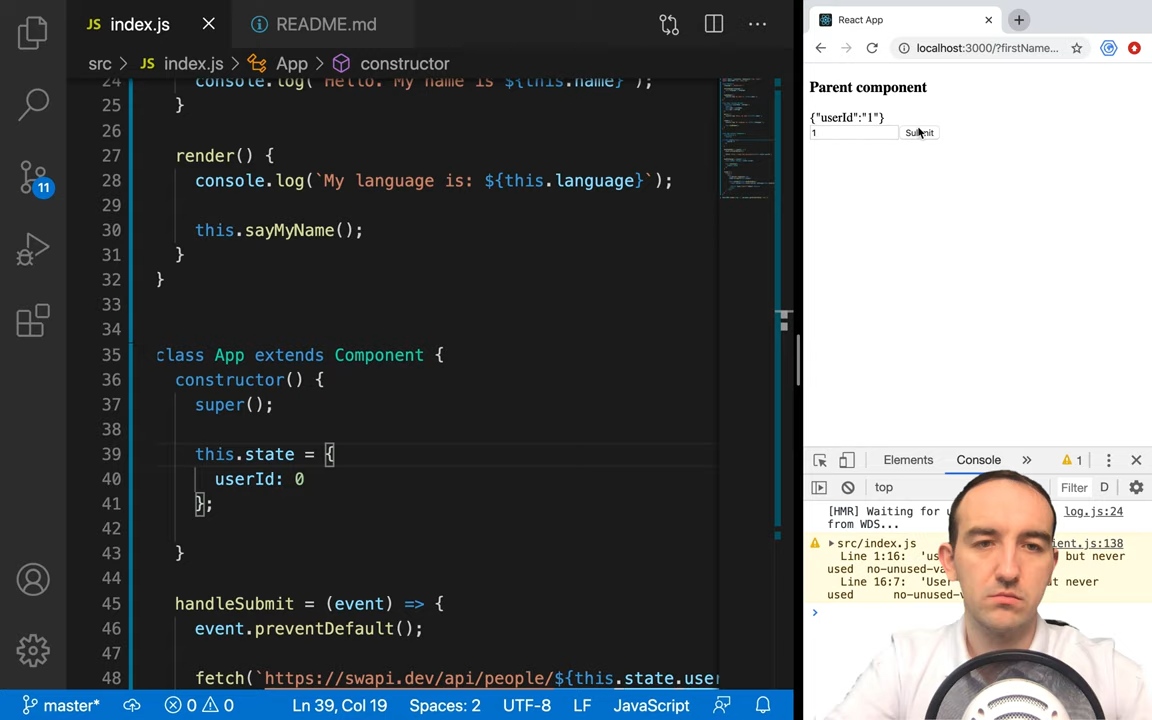 index.js
README.md
src > JS index.js > App > constructor
24 console.log(`Hello. My name is ${this.name}`);
25 }
26
27 render() {
28 console.log(`My language is: ${this.language}`);
29
30 this.sayMyName();
31 }
32 }
33
34
35 class App extends Component {
36 constructor() {
37 super();
38
39 this.state = {
40 userId: 0
41 };
42
43 }
44
45 handleSubmit = (event) => {
46 event.preventDefault();
47
48 fetch(`https://swapi.dev/api/people/${this.state.user
11
master* 0 0 Ln 39, Col 19 Spaces: 2 UTF-8 LF JavaScript
React App
localhost:3000/?firstName...
Parent component
{"userId":"1"}
1
Elements Console » 1
top Filter D
[HMR] Waiting for log.js:24
from WDS...
src/index.js ent.js:138
Line 1:16: but never
used no-unused-va
Line 16:7: 'User but never
used no-unused-va